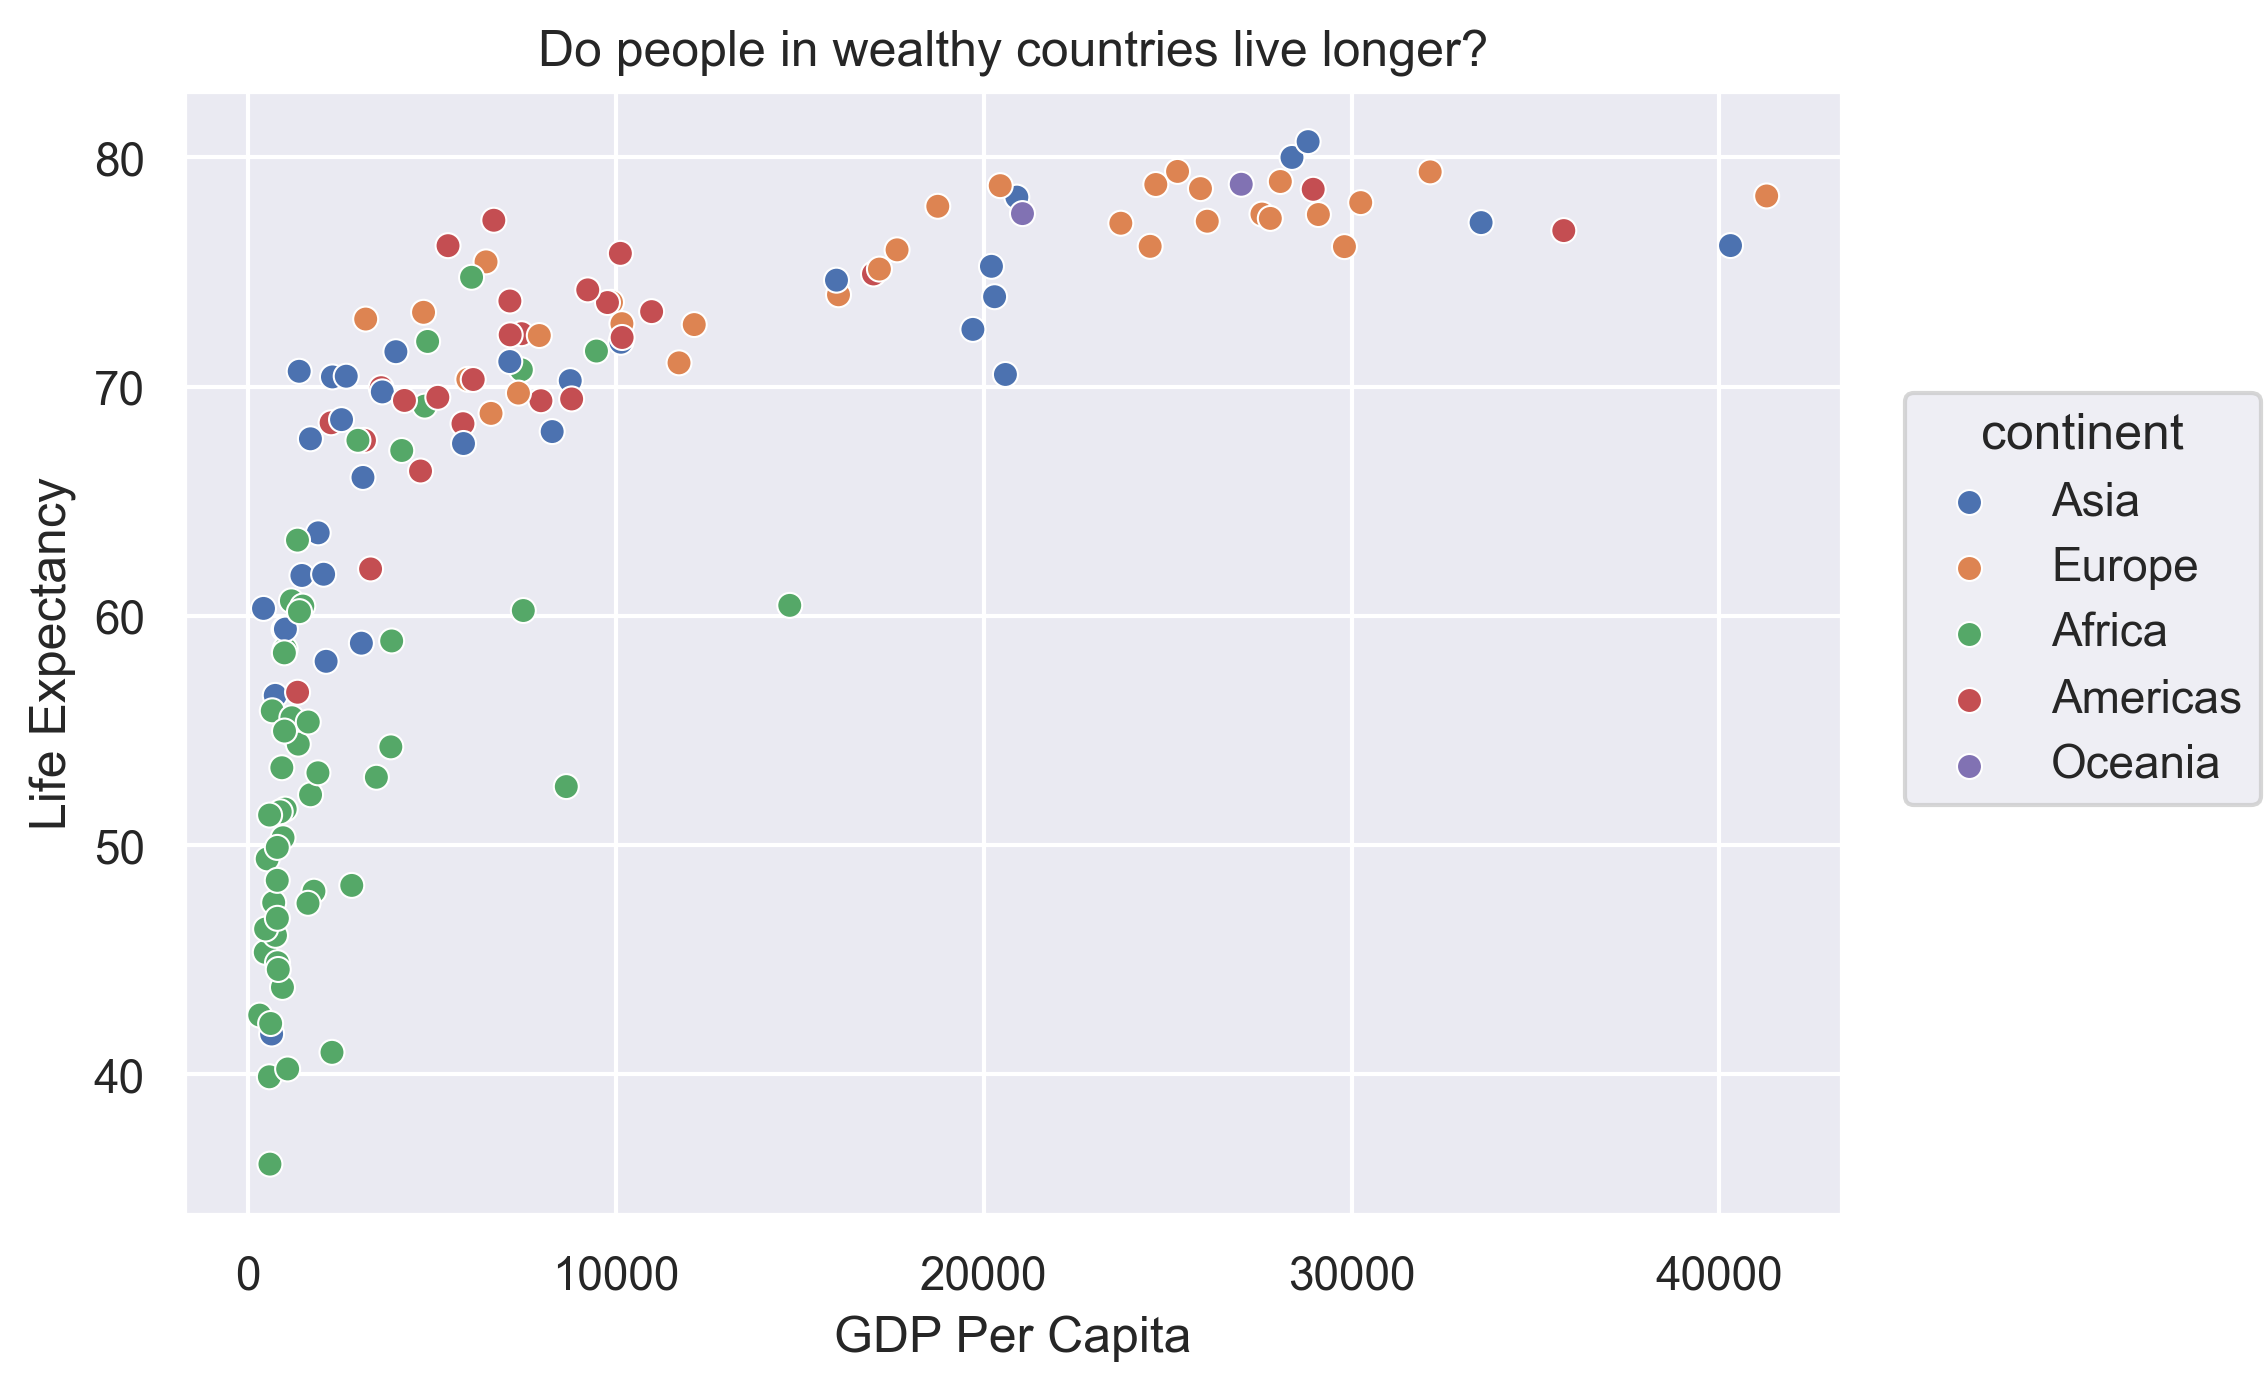 Do people in wealthy countries live longer?
80
70
60
50
40
Life Expectancy
0 10000 20000 30000 40000
GDP Per Capita
continent
Asia
Europe
Africa
Americas
Oceania